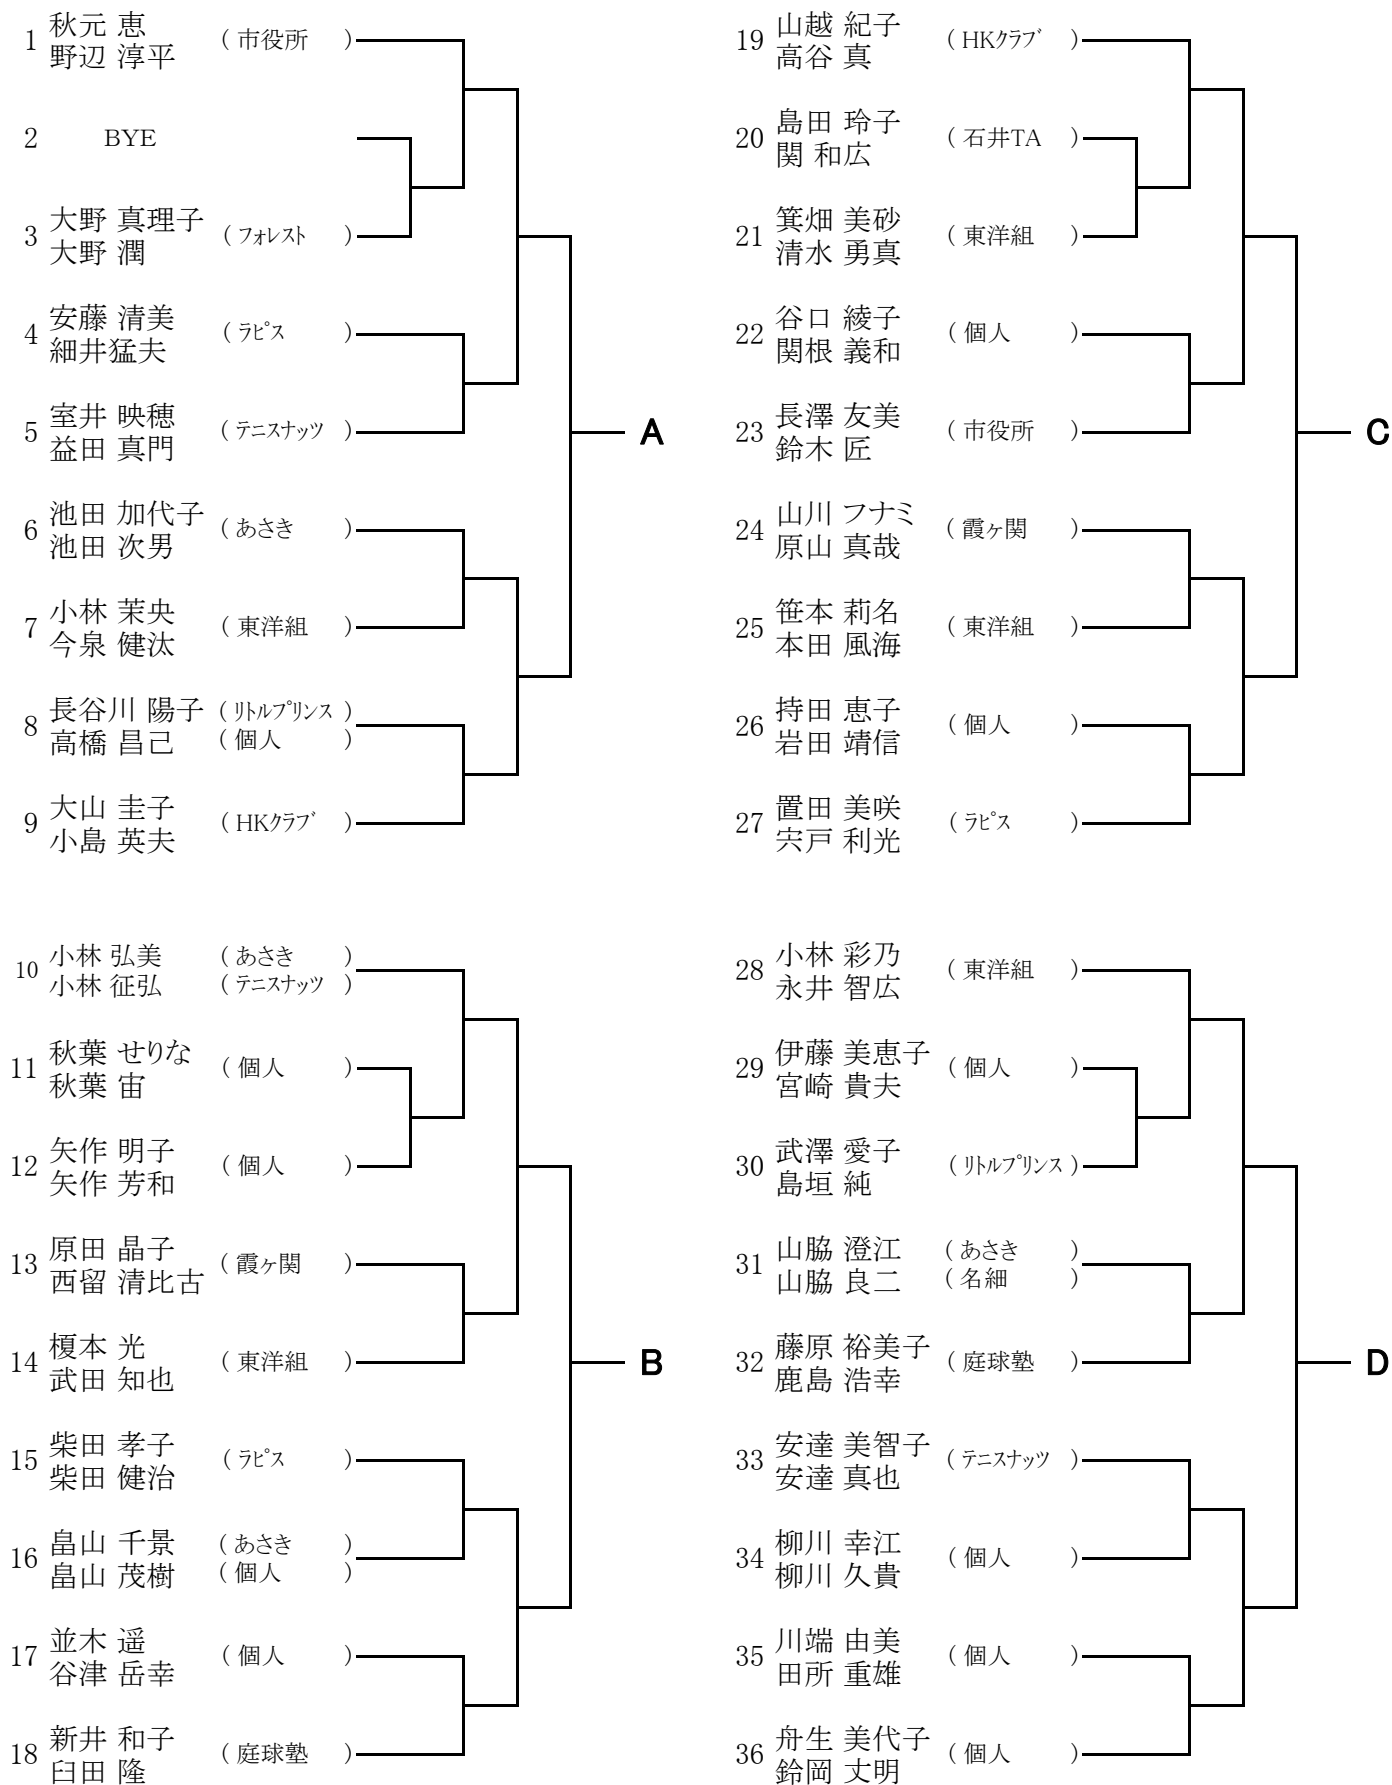 1 秋元 恵 ( 市役所 )
野辺 淳平
2 BYE
3 大野 真理子 ( フォレスト )
大野 潤
4 安藤 清美 ( ラピス )
細井猛夫
5 室井 映穂 ( テニスナッツ )
益田 真門
A
6 池田 加代子 ( あさき )
池田 次男
7 小林 茉央 ( 東洋組 )
今泉 健汰
8 長谷川 陽子 ( リトルプリンス )
高橋 昌己 ( 個人 )
9 大山 圭子 ( HKクラブ )
小島 英夫
10 小林 弘美 ( あさき )
小林 征弘 ( テニスナッツ )
11 秋葉 せりな ( 個人 )
秋葉 宙
12 矢作 明子 ( 個人 )
矢作 芳和
13 原田 晶子 ( 霞ヶ関 )
西留 清比古
14 榎本 光 ( 東洋組 )
武田 知也
B
15 柴田 孝子 ( ラピス )
柴田 健治
16 畠山 千景 ( あさき )
畠山 茂樹 ( 個人 )
17 並木 遥 ( 個人 )
谷津 岳幸
18 新井 和子 ( 庭球塾 )
臼田 隆
19 山越 紀子 ( HKクラブ )
高谷 真
20 島田 玲子 ( 石井TA )
関 和広
21 箕畑 美砂 ( 東洋組 )
清水 勇真
22 谷口 綾子 ( 個人 )
関根 義和
23 長澤 友美 ( 市役所 )
鈴木 匠
C
24 山川 フナミ ( 霞ヶ関 )
原山 真哉
25 笹本 莉名 ( 東洋組 )
本田 風海
26 持田 恵子 ( 個人 )
岩田 靖信
27 置田 美咲 ( ラピス )
宍戸 利光
28 小林 彩乃 ( 東洋組 )
永井 智広
29 伊藤 美恵子 ( 個人 )
宮崎 貴夫
30 武澤 愛子 ( リトルプリンス )
島垣 純
31 山脇 澄江 ( あさき )
山脇 良二 ( 名細 )
32 藤原 裕美子 ( 庭球塾 )
鹿島 浩幸
D
33 安達 美智子 ( テニスナッツ )
安達 真也
34 柳川 幸江 ( 個人 )
柳川 久貴
35 川端 由美 ( 個人 )
田所 重雄
36 舟生 美代子 ( 個人 )
鈴岡 丈明